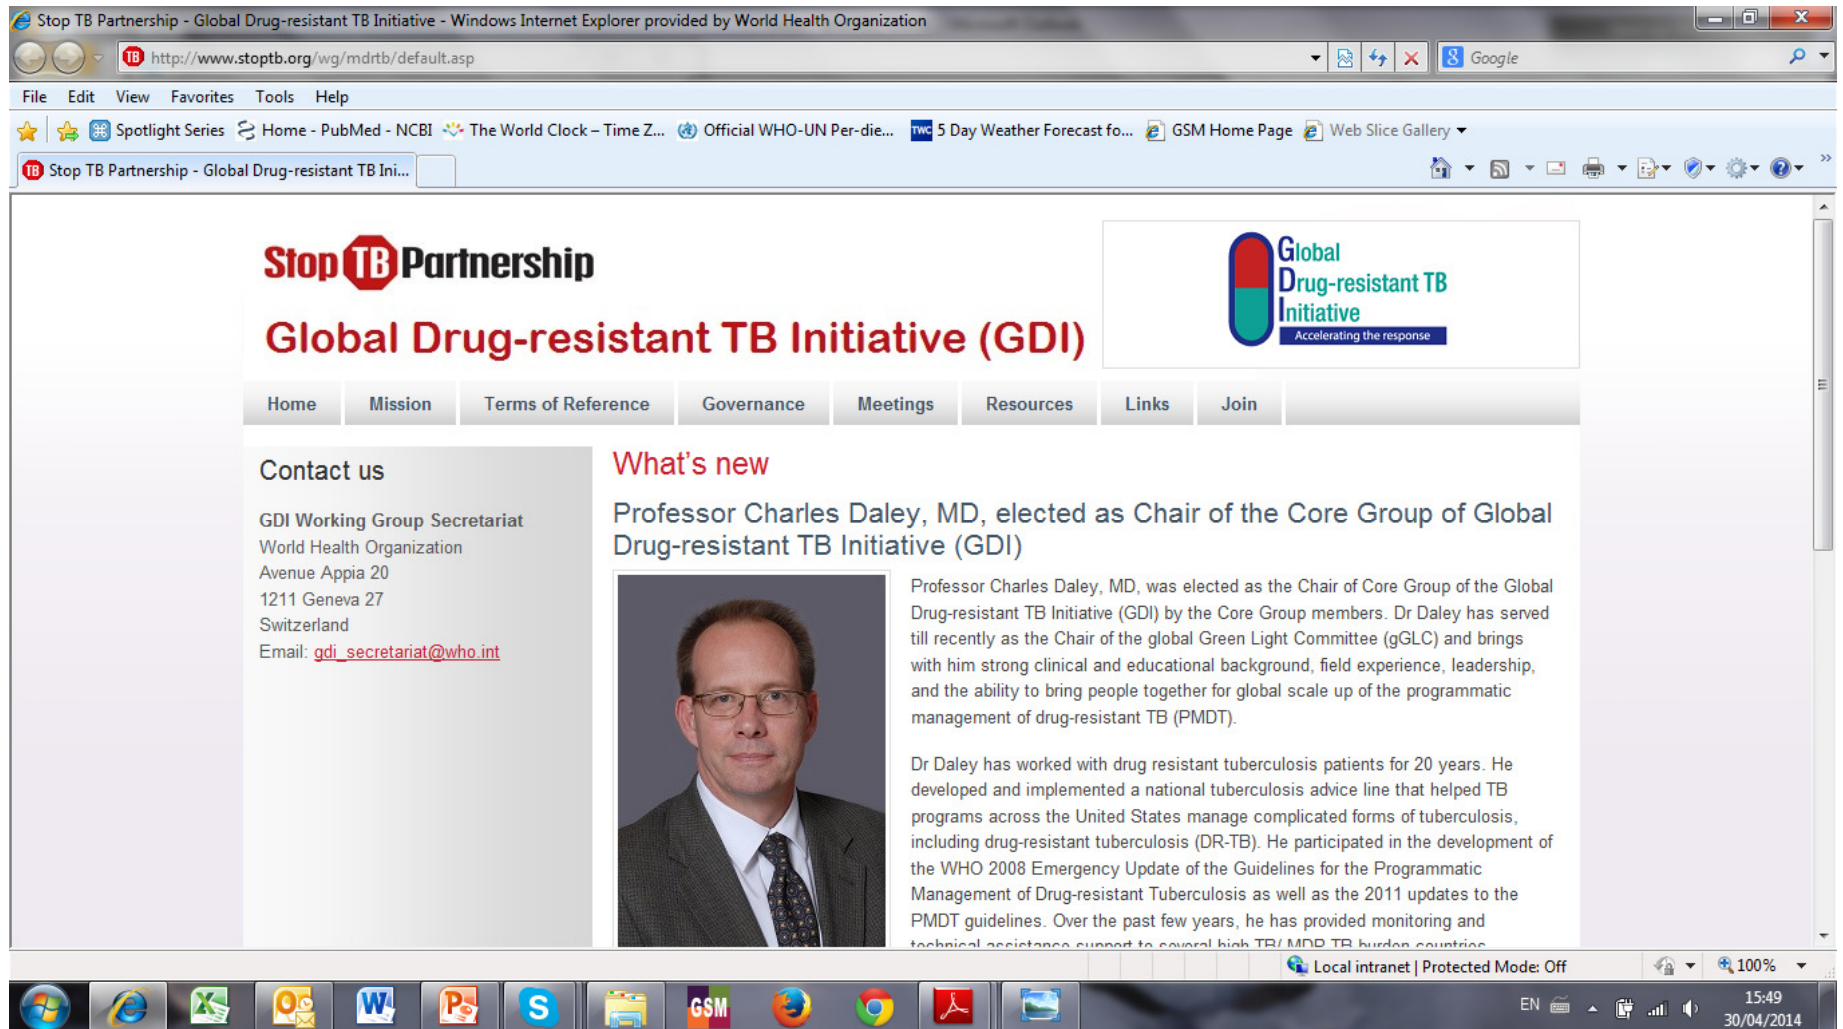 Stop TB Partnership - Global Drug-resistant TB Initiative - Windows Internet Explorer provided by World Health Organization
http://www.stoptb.org/wg/mdrtb/default.asp
Google
File Edit View Favorites Tools Help
Spotlight Series Home - PubMed - NCBI The World Clock – Time Z... Official WHO-UN Per-die... TWC 5 Day Weather Forecast fo... GSM Home Page Web Slice Gallery
TB Stop TB Partnership - Global Drug-resistant TB Ini...
Stop TB Partnership
Global Drug-resistant TB Initiative (GDI)
Global
Drug-resistant TB
Initiative
Accelerating the response
Home Mission Terms of Reference Governance Meetings Resources Links Join
Contact us
GDI Working Group Secretariat
World Health Organization
Avenue Appia 20
1211 Geneva 27
Switzerland
Email: gdi_secretariat@who.int
What's new
Professor Charles Daley, MD, elected as Chair of the Core Group of Global
Drug-resistant TB Initiative (GDI)
Professor Charles Daley, MD, was elected as the Chair of Core Group of the Global
Drug-resistant TB Initiative (GDI) by the Core Group members. Dr Daley has served
till recently as the Chair of the global Green Light Committee (gGLC) and brings
with him strong clinical and educational background, field experience, leadership,
and the ability to bring people together for global scale up of the programmatic
management of drug-resistant TB (PMDT).
Dr Daley has worked with drug resistant tuberculosis patients for 20 years. He
developed and implemented a national tuberculosis advice line that helped TB
programs across the United States manage complicated forms of tuberculosis,
including drug-resistant tuberculosis (DR-TB). He participated in the development of
the WHO 2008 Emergency Update of the Guidelines for the Programmatic
Management of Drug-resistant Tuberculosis as well as the 2011 updates to the
PMDT guidelines. Over the past few years, he has provided monitoring and
technical assistance support to several high TB/ MDR TB burden countries
Local intranet | Protected Mode: Off
100%
GSM
EN
15:49
30/04/2014